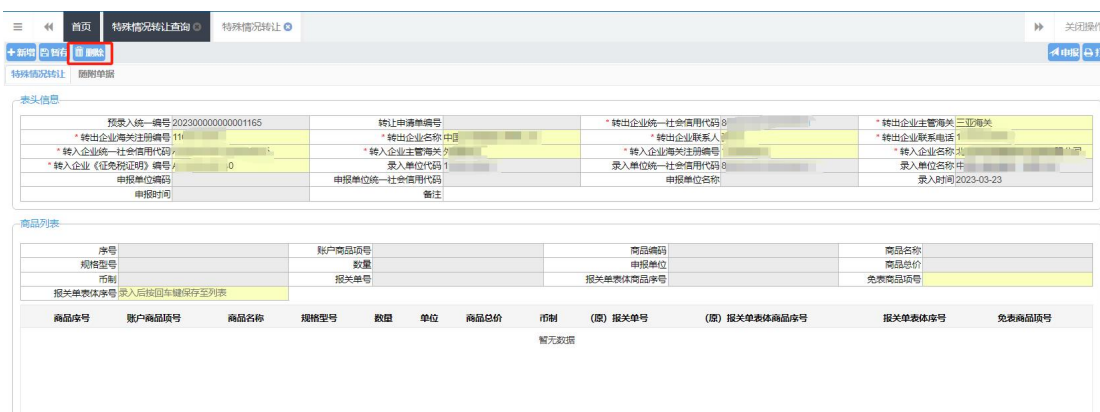 首页 特殊情况转让查询 特殊情况转让 关闭操作
新增 暂存 删除 申报
特殊情况转让 随附单据
表头信息
预录入统一编号 202300000000001165 转让申请单编号 * 转出企业统一社会信用代码 * 转出企业主管海关 三亚海关
* 转出企业海关注册编号 * 转出企业名称 * 转出企业联系人 * 转出企业联系电话
* 转入企业统一社会信用代码 * 转入企业主管海关 * 转入企业海关注册编号 * 转入企业名称
* 转入企业《征免税证明》编号 录入单位代码 录入单位统一社会信用代码 录入单位名称
申报单位编码 申报单位统一社会信用代码 申报单位名称 录入时间 2023-03-23
申报时间 备注
商品列表
序号 账户商品项号 商品编码 商品名称
规格型号 数量 申报单位 商品总价
币制 报关单号 报关单表体商品序号 免表商品项号
报关单表体序号 录入后按回车键保存至列表
商品序号 账户商品项号 商品名称 规格型号 数量 单位 商品总价 币制 (原) 报关单号 (原) 报关单表体商品序号 报关单表体序号 免表商品项号
暂无数据